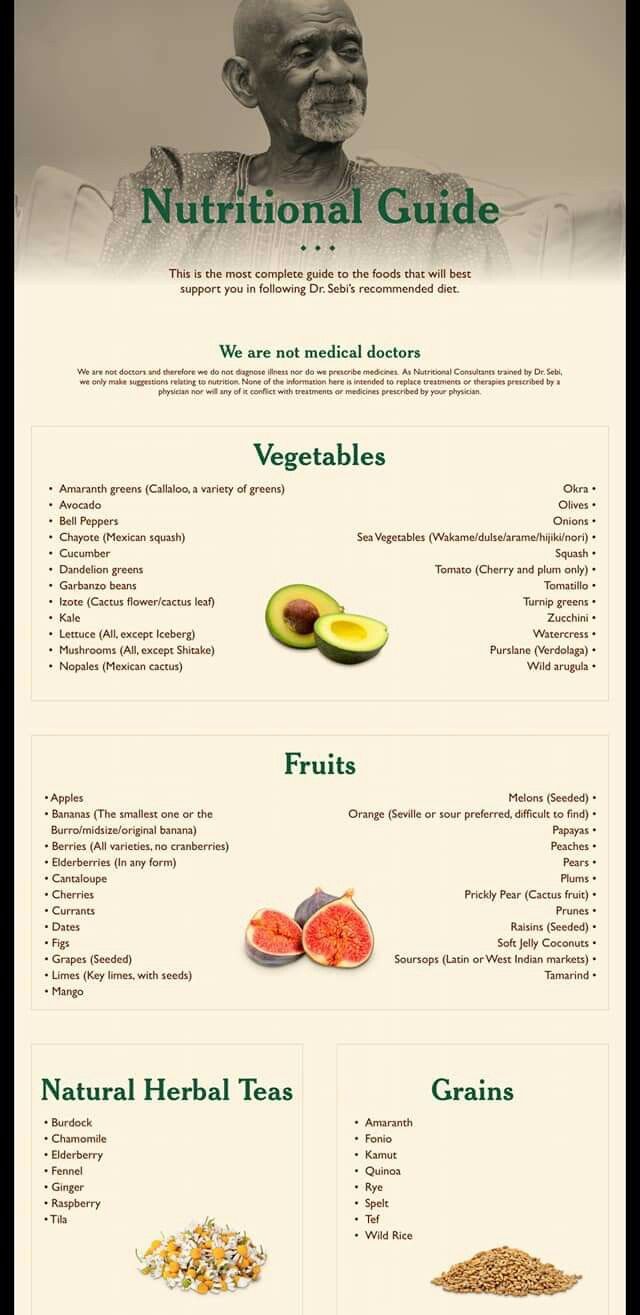 Nutritional Guide
This is the most complete guide to the foods that will best
support you in following Dr. Sebi's recommended diet.
We are not medical doctors
We are not doctors and therefore we do not diagnose illness nor do we prescribe medicines. As Nutritional Consultants trained by Dr. Sebi,
we only make suggestions relating to nutrition. None of the information here is intended to replace treatments or therapies prescribed by a
physician nor will any of it conflict with treatments or medicines prescribed by your physician.
Vegetables
• Amaranth greens (Callaloo, a variety of greens)
• Avocado
• Bell Peppers
• Chayote (Mexican squash)
• Cucumber
• Dandelion greens
• Garbanzo beans
• Izote (Cactus flower/cactus leaf)
• Kale
• Lettuce (All, except Iceberg)
• Mushrooms (All, except Shitake)
• Nopales (Mexican cactus)
Okra •
Olives •
Onions •
Sea Vegetables (Wakame/dulse/arame/hijiki/nori) •
Squash •
Tomato (Cherry and plum only) •
Tomatillo •
Turnip greens •
Zucchini •
Watercress •
Purslane (Verdolaga) •
Wild arugula •
Fruits
• Apples
• Bananas (The smallest one or the
Burro/midsize/original banana)
• Berries (All varieties, no cranberries)
• Elderberries (In any form)
• Cantaloupe
• Cherries
• Currants
• Dates
• Figs
• Grapes (Seeded)
• Limes (Key limes, with seeds)
• Mango
Melons (Seeded) •
Orange (Seville or sour preferred, difficult to find) •
Papayas •
Peaches •
Pears •
Plums •
Prickly Pear (Cactus fruit) •
Prunes •
Raisins (Seeded) •
Soft Jelly Coconuts •
Soursops (Latin or West Indian markets) •
Tamarind •
Natural Herbal Teas
• Burdock
• Chamomile
• Elderberry
• Fennel
• Ginger
• Raspberry
• Tila
Grains
• Amaranth
• Fonio
• Kamut
• Quinoa
• Rye
• Spelt
• Tef
• Wild Rice